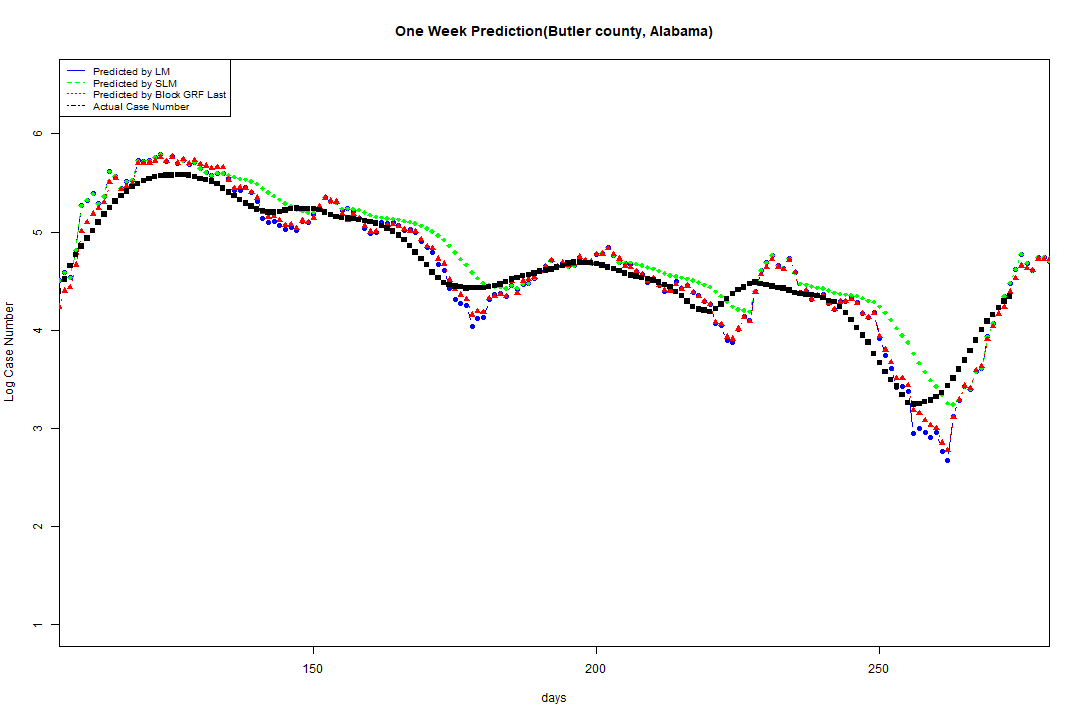 One Week Prediction(Butler county, Alabama)
Predicted by LM
Predicted by SLM
Predicted by Block GRF Last
Actual Case Number
6
5
4
3
2
1
Log Case Number
150
200
250
days